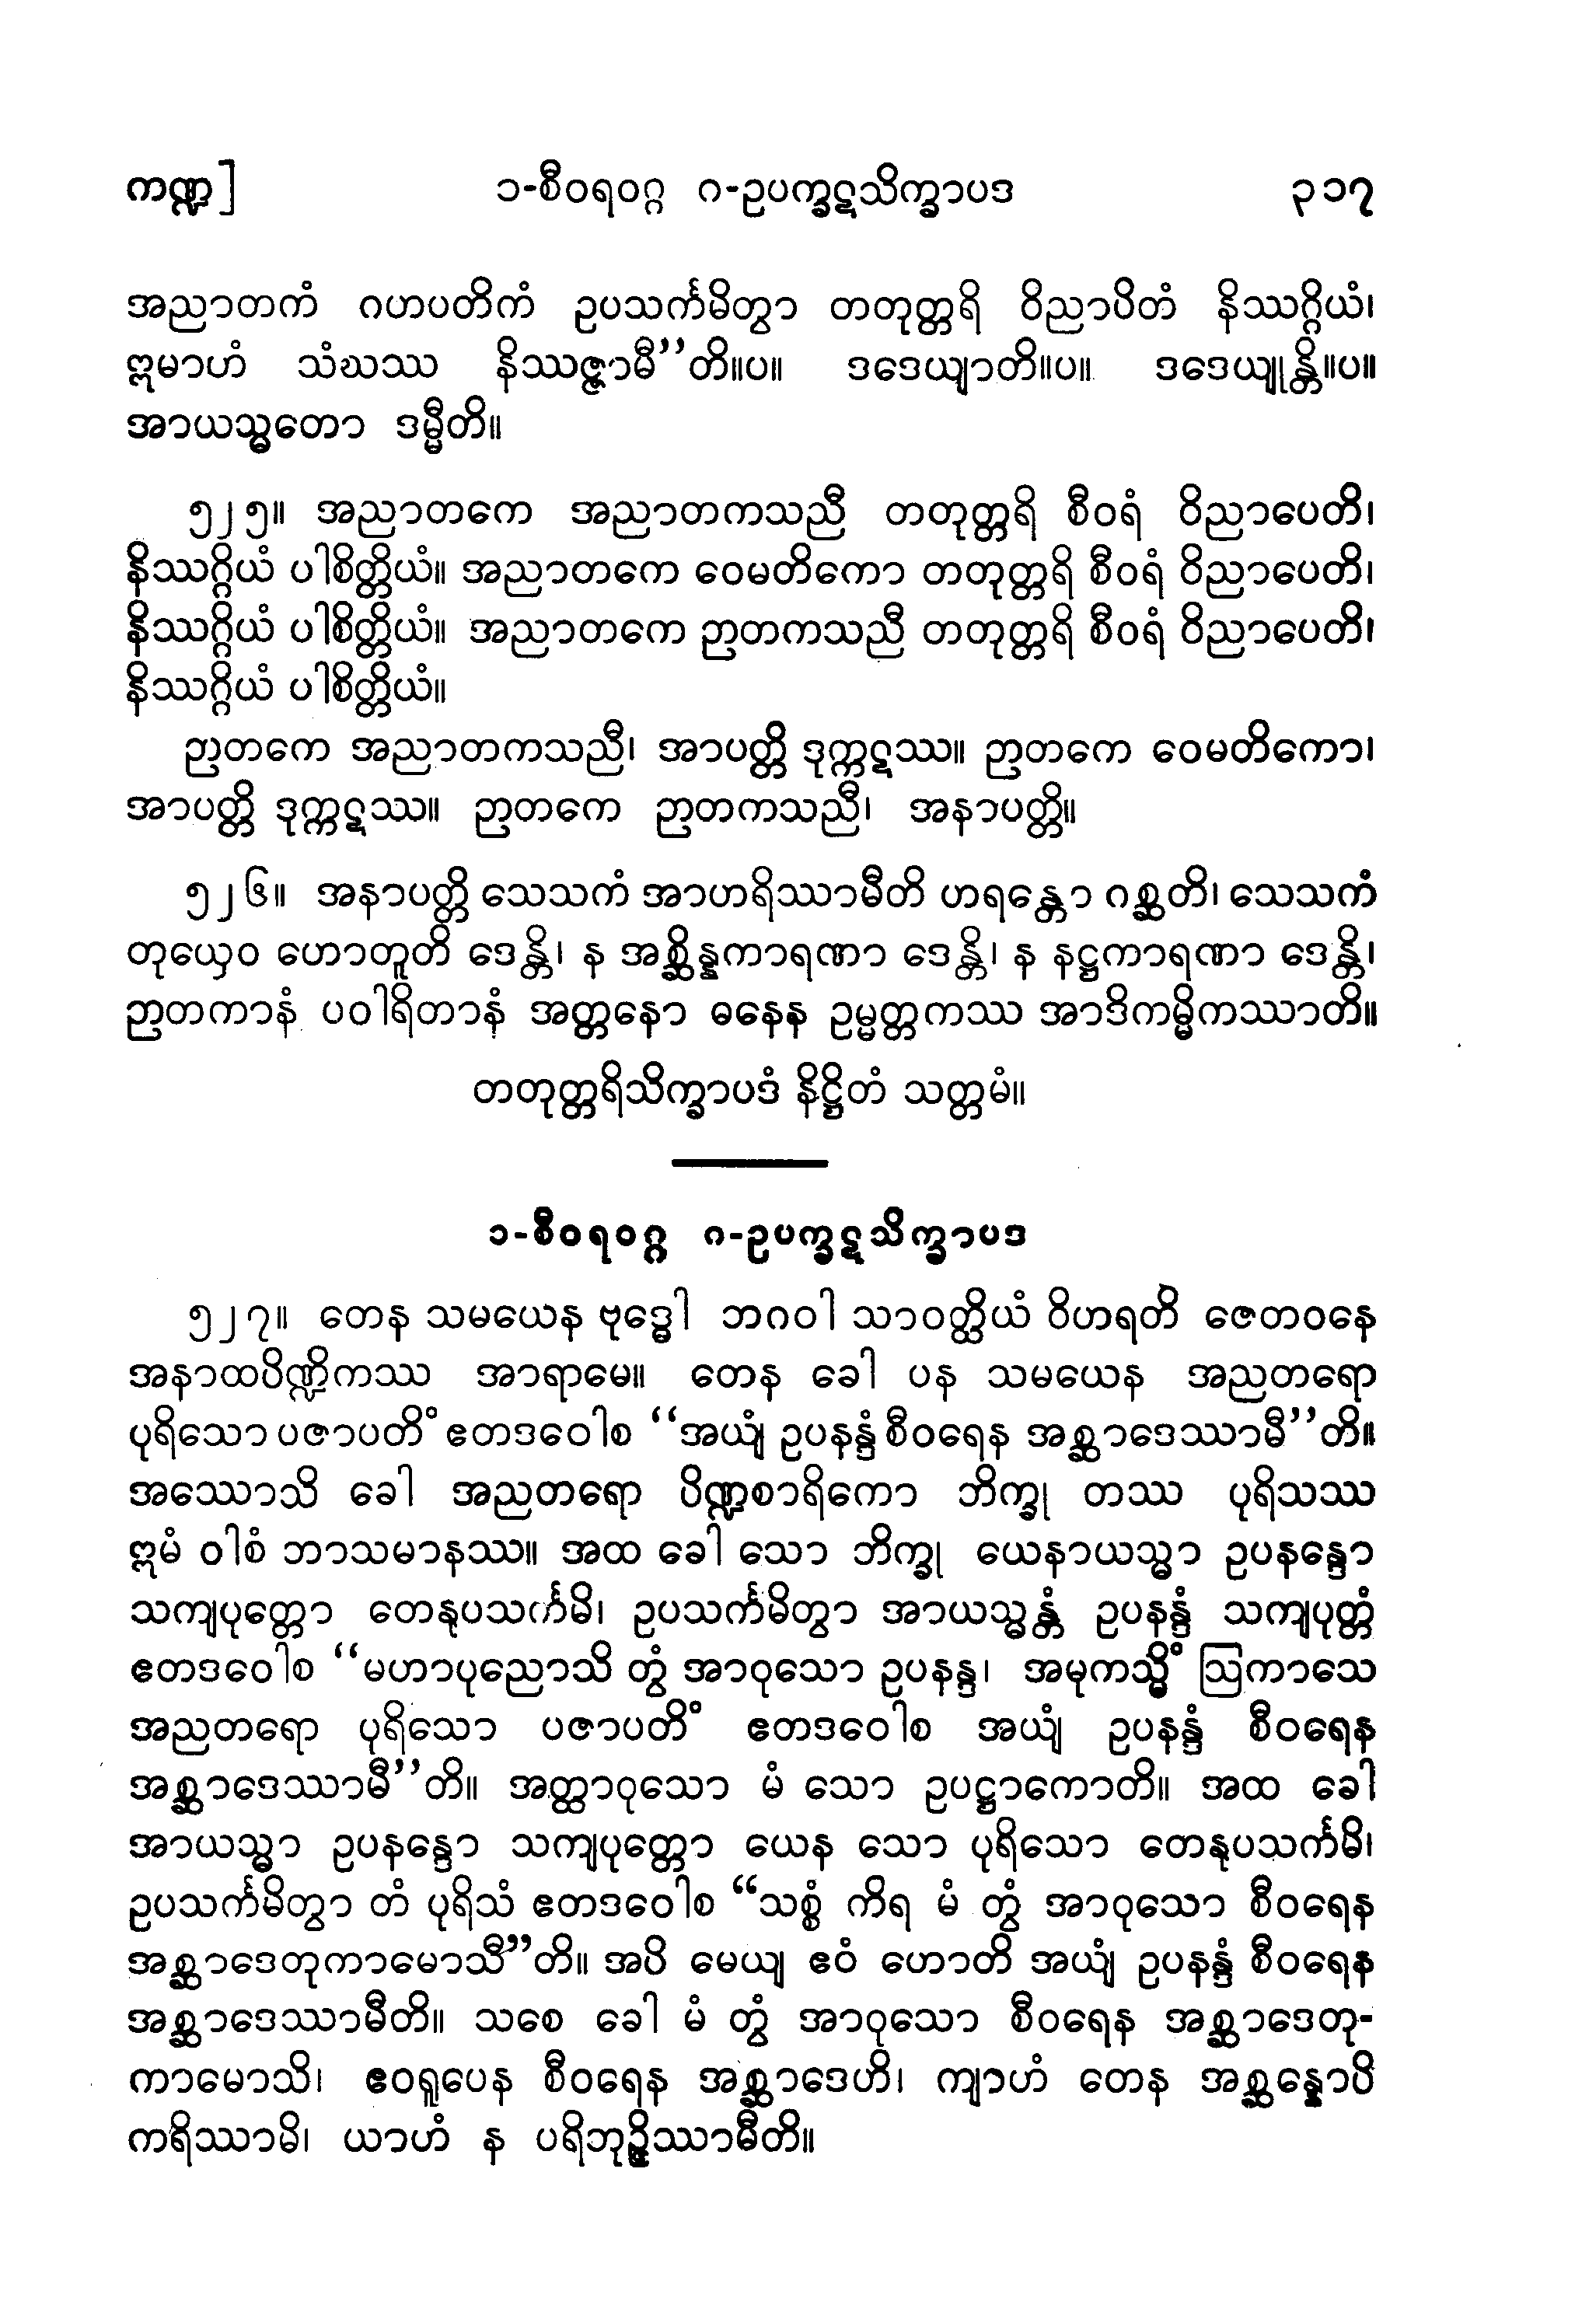 ကဏ္ဍ] ၁-စီဝရဝဂ္ဂ ဂ-ဥပက္ခဋသိက္ခာပဒ ၃၁၇
အညာတကံ ဂဟပတိကံ ဥပသင်္ကမိတွာ တတုတ္တရိ ဝိညာပိတံ နိဿဂ္ဂိယံ၊
ဣမာဟံ သံဃဿ နိဿဇ္ဇာမီ”တိ။ပ။ ဒဒေယျာတိ။ပ။ ဒဒေယျုန္တိ။ပ။
အာယသ္မတော ဒမ္မီတိ။
၅၂၅။ အညာတကေ အညာတကသညီ တတုတ္တရိ စီဝရံ ဝိညာပေတိ၊
နိဿဂ္ဂိယံ ပါစိတ္တိယံ။ အညာတကေ ဝေမတိကော တတုတ္တရိ စီဝရံ ဝိညာပေတိ၊
နိဿဂ္ဂိယံ ပါစိတ္တိယံ။ အညာတကေ ဉာတကသညီ တတုတ္တရိ စီဝရံ ဝိညာပေတိ၊
နိဿဂ္ဂိယံ ပါစိတ္တိယံ။
ဉာတကေ အညာတကသညီ၊ အာပတ္တိ ဒုက္ကဋဿ။ ဉာတကေ ဝေမတိကော၊
အာပတ္တိ ဒုက္ကဋဿ။ ဉာတကေ ဉာတကသညီ၊ အနာပတ္တိ။
၅၂၆။ အနာပတ္တိ သေသကံ အာဟရိဿာမီတိ ဟရန္တော ဂစ္ဆတိ၊ သေသကံ
တုယှေဝ ဟောတူတိ ဒေန္တိ၊ န အစ္ဆိန္နကာရဏာ ဒေန္တိ၊ န နဋ္ဌကာရဏာ ဒေန္တိ၊
ဉာတကာနံ ပဝါရိတာနံ အတ္တနော ဓနေန ဥမ္မတ္တကဿ အာဒိကမ္မိကဿာတိ။
တတုတ္တရိသိက္ခာပဒံ နိဋ္ဌိတံ သတ္တမံ။
၁-စီဝရဝဂ္ဂ ဂ-ဥပက္ခဋသိက္ခာပဒ
၅၂၇။ တေန သမယေန ဗုဒ္ဓေါ ဘဂဝါ သာဝတ္ထိယံ ဝိဟရတိ ဇေတဝနေ
အနာထပိဏ္ဍိကဿ အာရာမေ။ တေန ခေါ ပန သမယေန အညတရော
ပုရိသော ပဇာပတိံ ဧတဒဝေါစ “အယျံ ဥပနန္ဒံ စီဝရေန အစ္ဆာဒေဿာမီ”တိ။
အဿောသိ ခေါ အညတရော ပိဏ္ဍစာရိကော ဘိက္ခု တဿ ပုရိသဿ
ဣမံ ဝါစံ ဘာသမာနဿ။ အထ ခေါ သော ဘိက္ခု ယေနာယသ္မာ ဥပနန္ဒော
သကျပုတ္တော တေနုပသင်္ကမိ၊ ဥပသင်္ကမိတွာ အာယသ္မန္တံ ဥပနန္ဒံ သကျပုတ္တံ
ဧတဒဝေါစ “မဟာပုညောသိ တွံ အာဝုသော ဥပနန္ဒ၊ အမုကသ္မိံ ဩကာသေ
အညတရော ပုရိသော ပဇာပတိံ ဧတဒဝေါစ အယျံ ဥပနန္ဒံ စီဝရေန
အစ္ဆာဒေဿာမီ”တိ။ အတ္ထာဝုသော မံ သော ဥပဋ္ဌာကောတိ။ အထ ခေါ
အာယသ္မာ ဥပနန္ဒော သကျပုတ္တော ယေန သော ပုရိသော တေနုပသင်္ကမိ၊
ဥပသင်္ကမိတွာ တံ ပုရိသံ ဧတဒဝေါစ “သစ္စံ ကိရ မံ တွံ အာဝုသော စီဝရေန
အစ္ဆာဒေတုကာမောသီ”တိ။ အပိ မေယျ ဧဝံ ဟောတိ အယျံ ဥပနန္ဒံ စီဝရေန
အစ္ဆာဒေဿာမီတိ။ သစေ ခေါ မံ တွံ အာဝုသော စီဝရေန အစ္ဆာဒေတု-
ကာမောသိ၊ ဧဝရူပေန စီဝရေန အစ္ဆာဒေဟိ၊ ကျာဟံ တေန အစ္ဆန္နောပိ
ကရိဿာမိ၊ ယာဟံ န ပရိဘုဉ္ဇိဿာမီတိ။